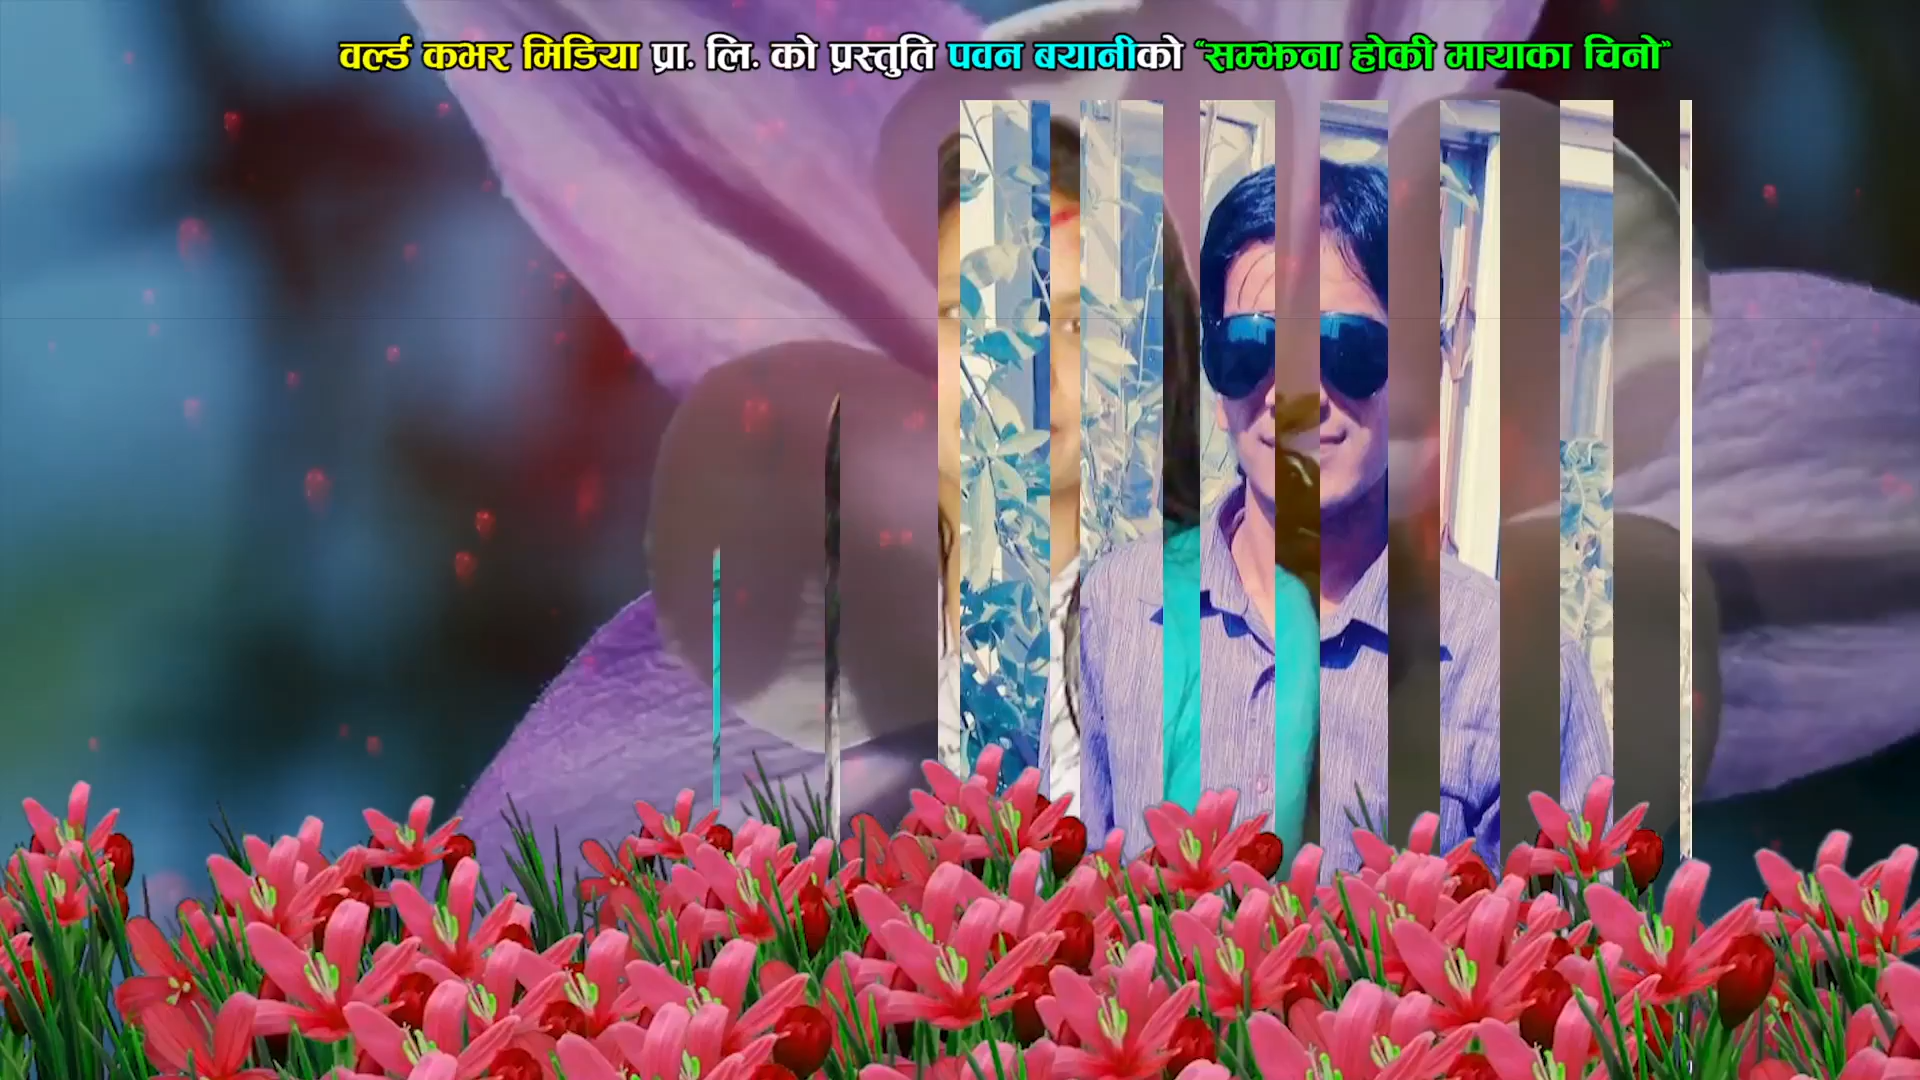 वर्ल्ड कभर मिडिया प्रा. लि. को प्रस्तुति पवन बयानीको “सम्झना होकी मायाका चिनो”